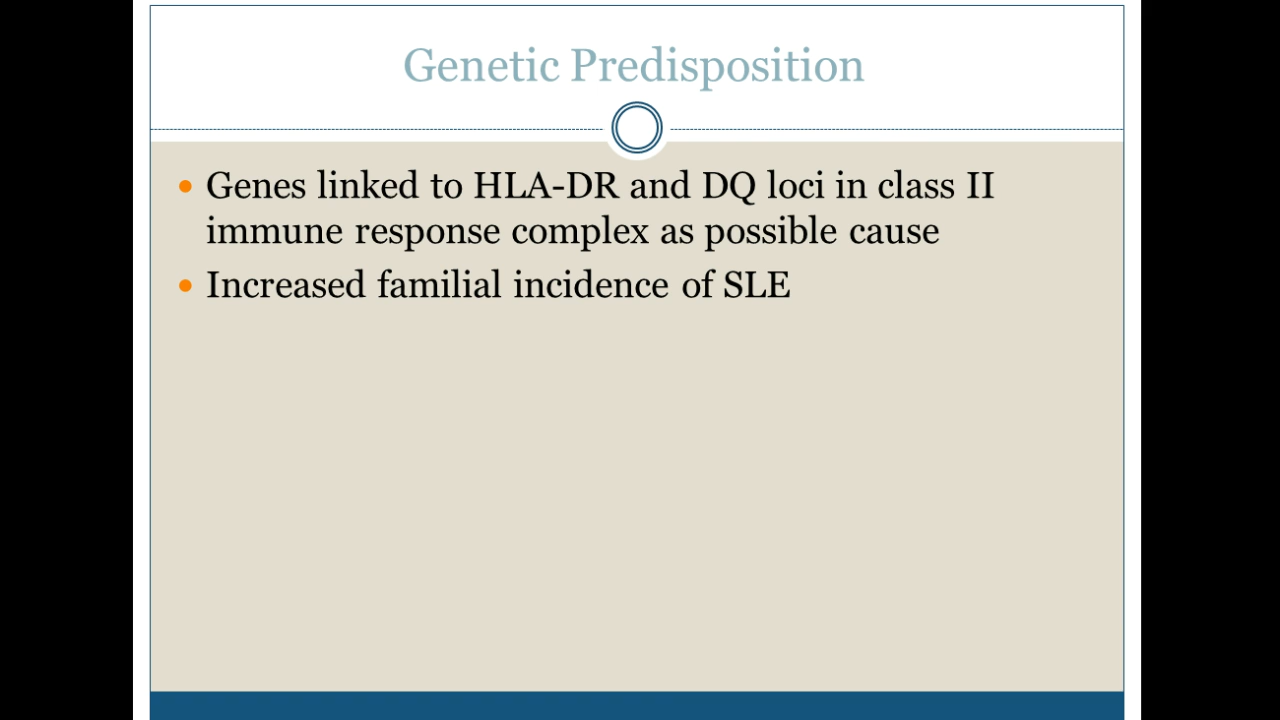 Genetic Predisposition
• Genes linked to HLA-DR and DQ loci in class II
immune response complex as possible cause
• Increased familial incidence of SLE